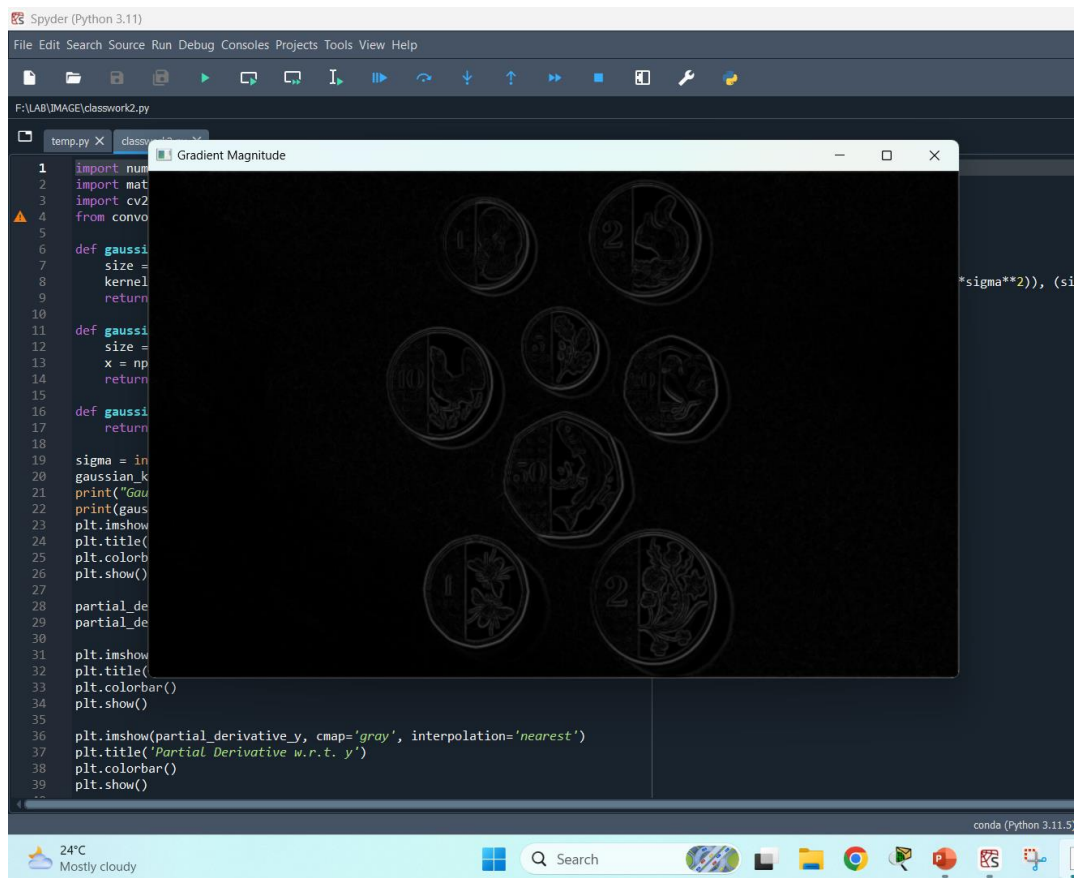 Spyder (Python 3.11)
File Edit Search Source Run Debug Consoles Projects Tools View Help
F:\LAB\IMAGE\classwork2.py
temp.py
Gradient Magnitude
1 import num
2 import mat
3 import cv2
4 from convo
5
6 def gaussi
7 size =
8 kernel *sigma**2)), (si
9 return
10
11 def gaussi
12 size =
13 x = np
14 return
15
16 def gaussi
17 return
18
19 sigma = in
20 gaussian_k
21 print("Gau
22 print(gaus
23 plt.imshow
24 plt.title(
25 plt.colorb
26 plt.show()
27
28 partial_de
29 partial_de
30
31 plt.imshow
32 plt.title(
33 plt.colorbar()
34 plt.show()
35
36 plt.imshow(partial_derivative_y, cmap='gray', interpolation='nearest')
37 plt.title('Partial Derivative w.r.t. y')
38 plt.colorbar()
39 plt.show()
1 2
5
10
50
1 2
conda (Python 3.11.5)
24°C
Mostly cloudy
Search